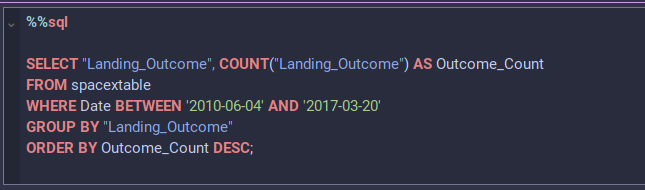 %%sql
SELECT "Landing_Outcome", COUNT("Landing_Outcome") AS Outcome_Count
FROM spacextable
WHERE Date BETWEEN '2010-06-04' AND '2017-03-20'
GROUP BY "Landing_Outcome"
ORDER BY Outcome_Count DESC;